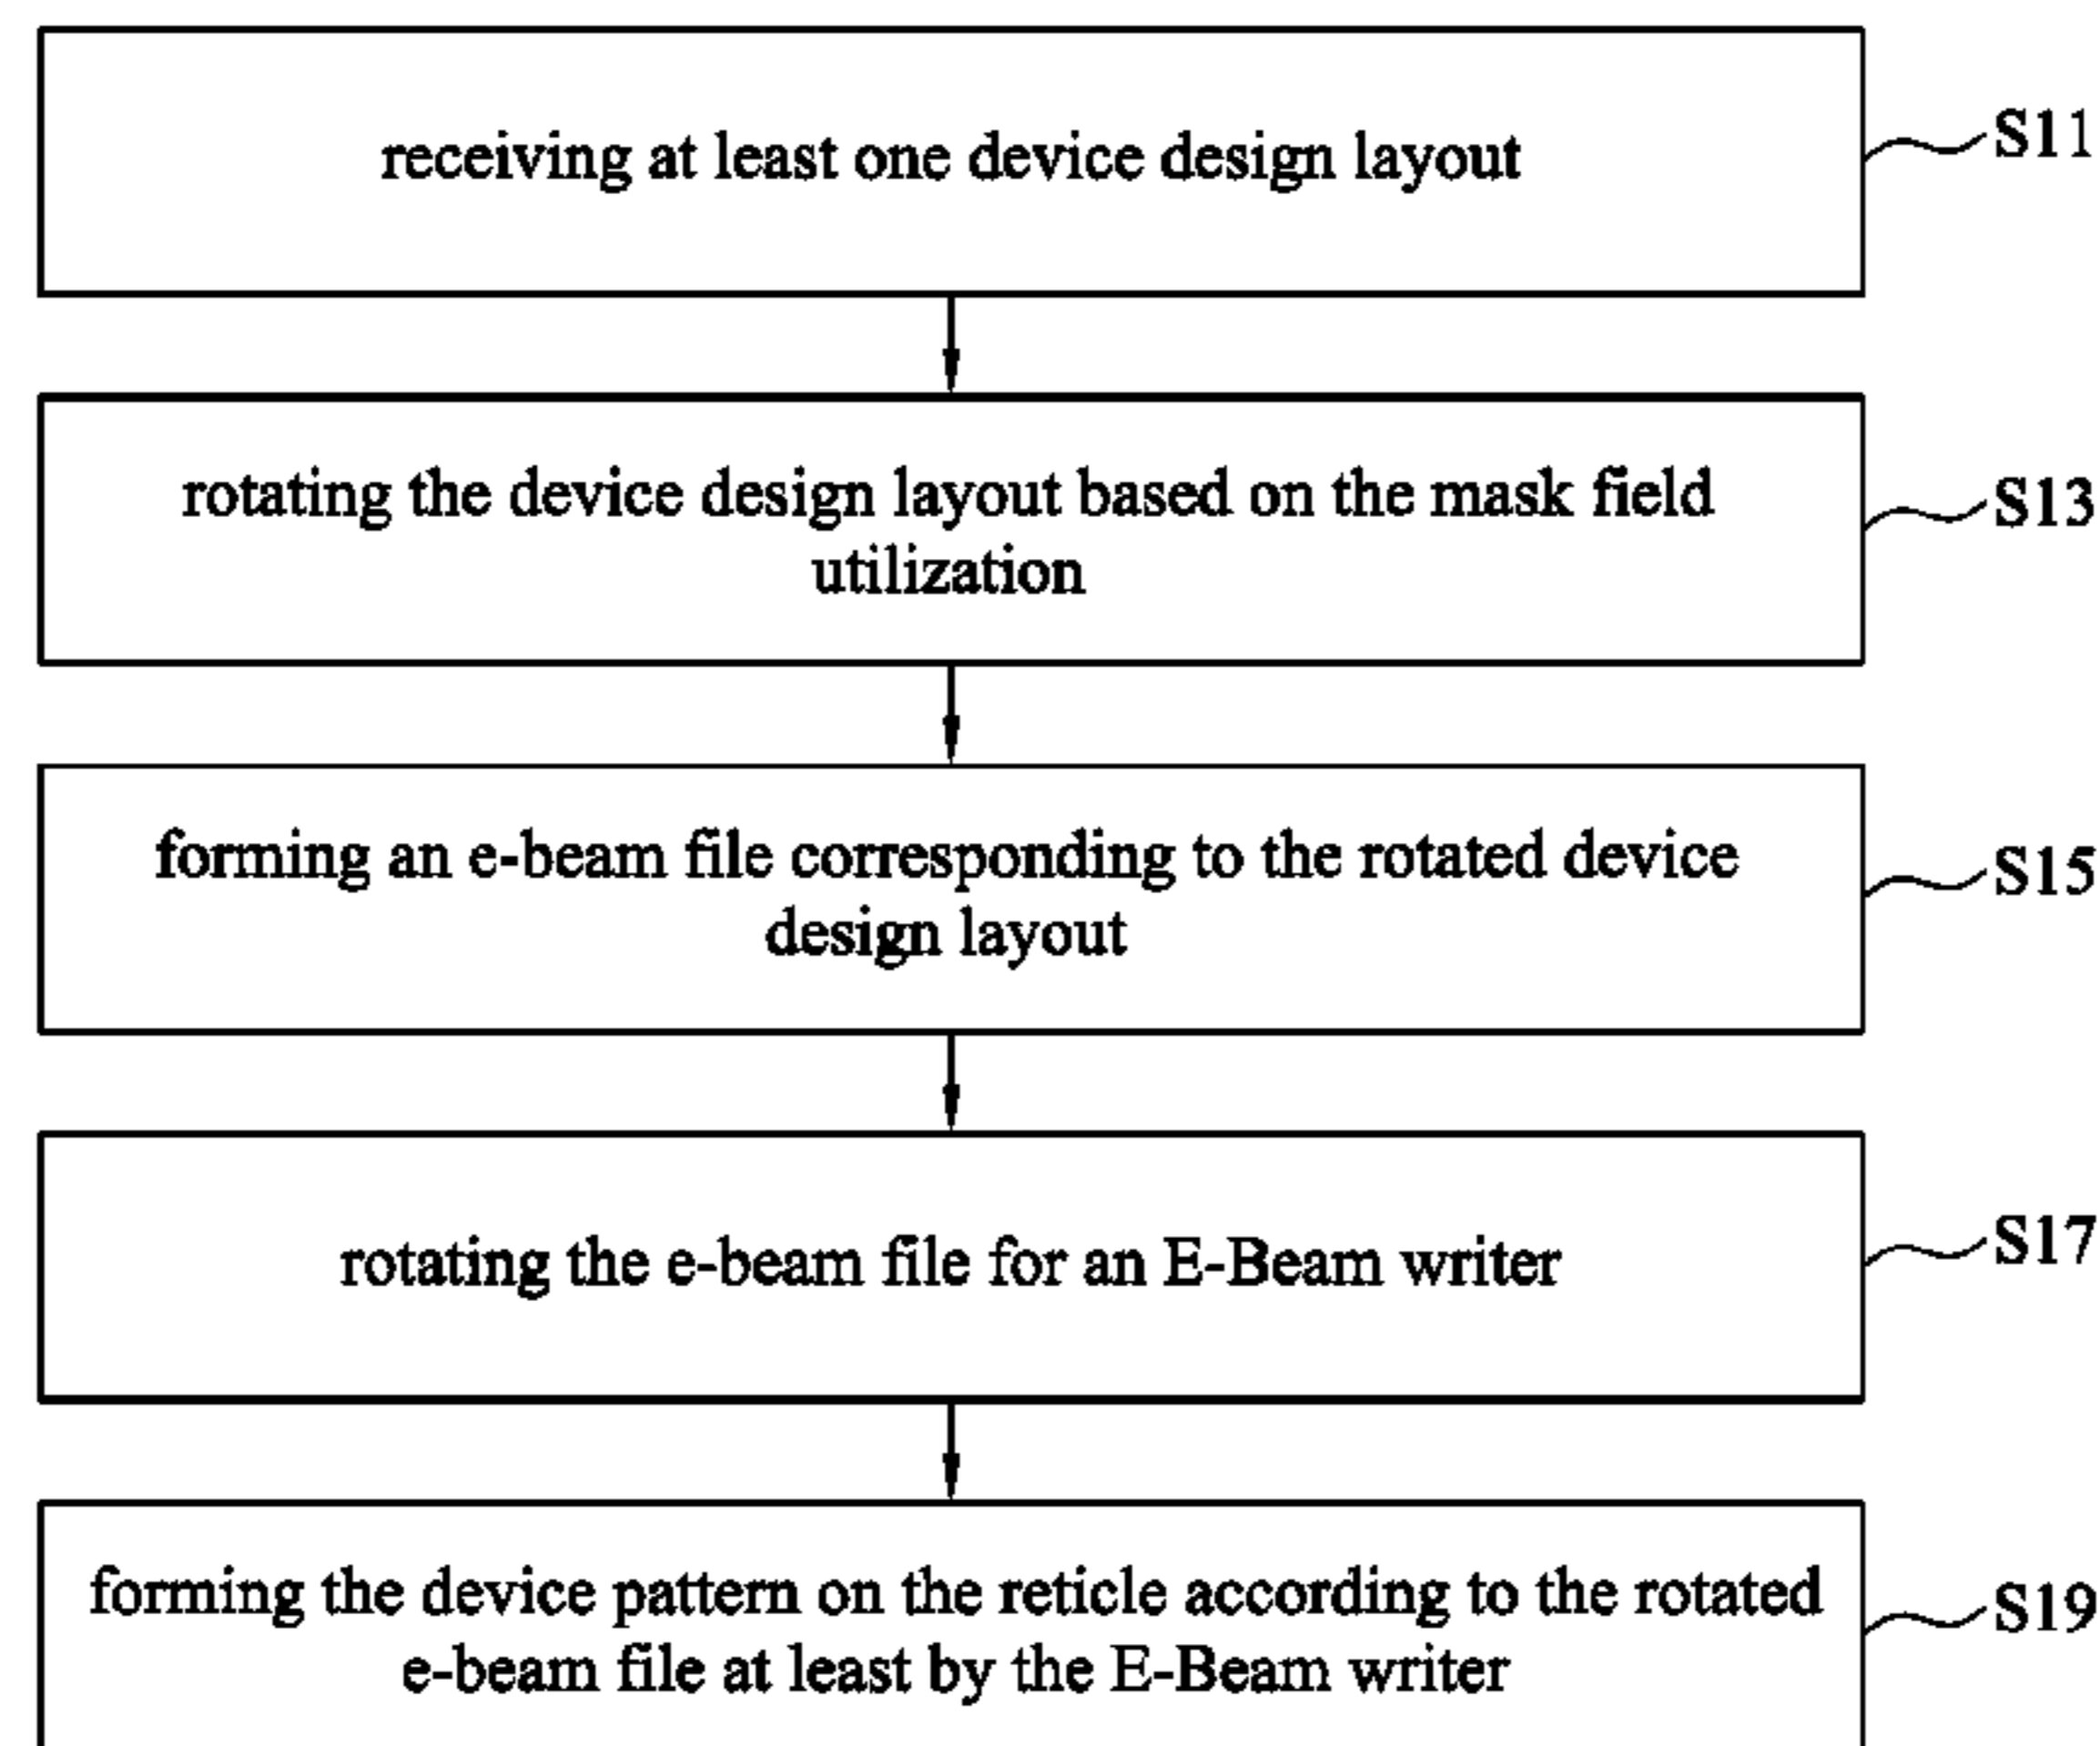 receiving at least one device design layout
S11
rotating the device design layout based on the mask field
utilization
S13
forming an e-beam file corresponding to the rotated device
design layout
S15
rotating the e-beam file for an E-Beam writer
S17
forming the device pattern on the reticle according to the rotated
e-beam file at least by the E-Beam writer
S19